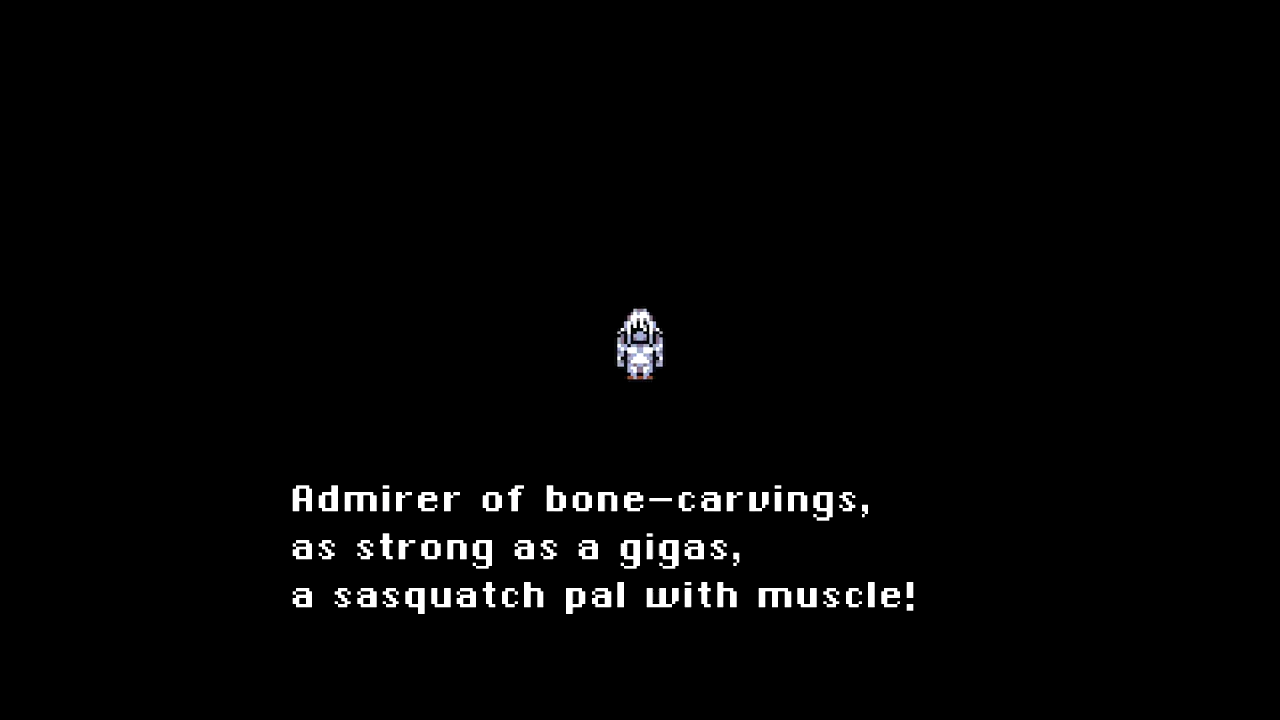 Admirer of bone-carvings,
as strong as a gigas,
a sasquatch pal with muscle!